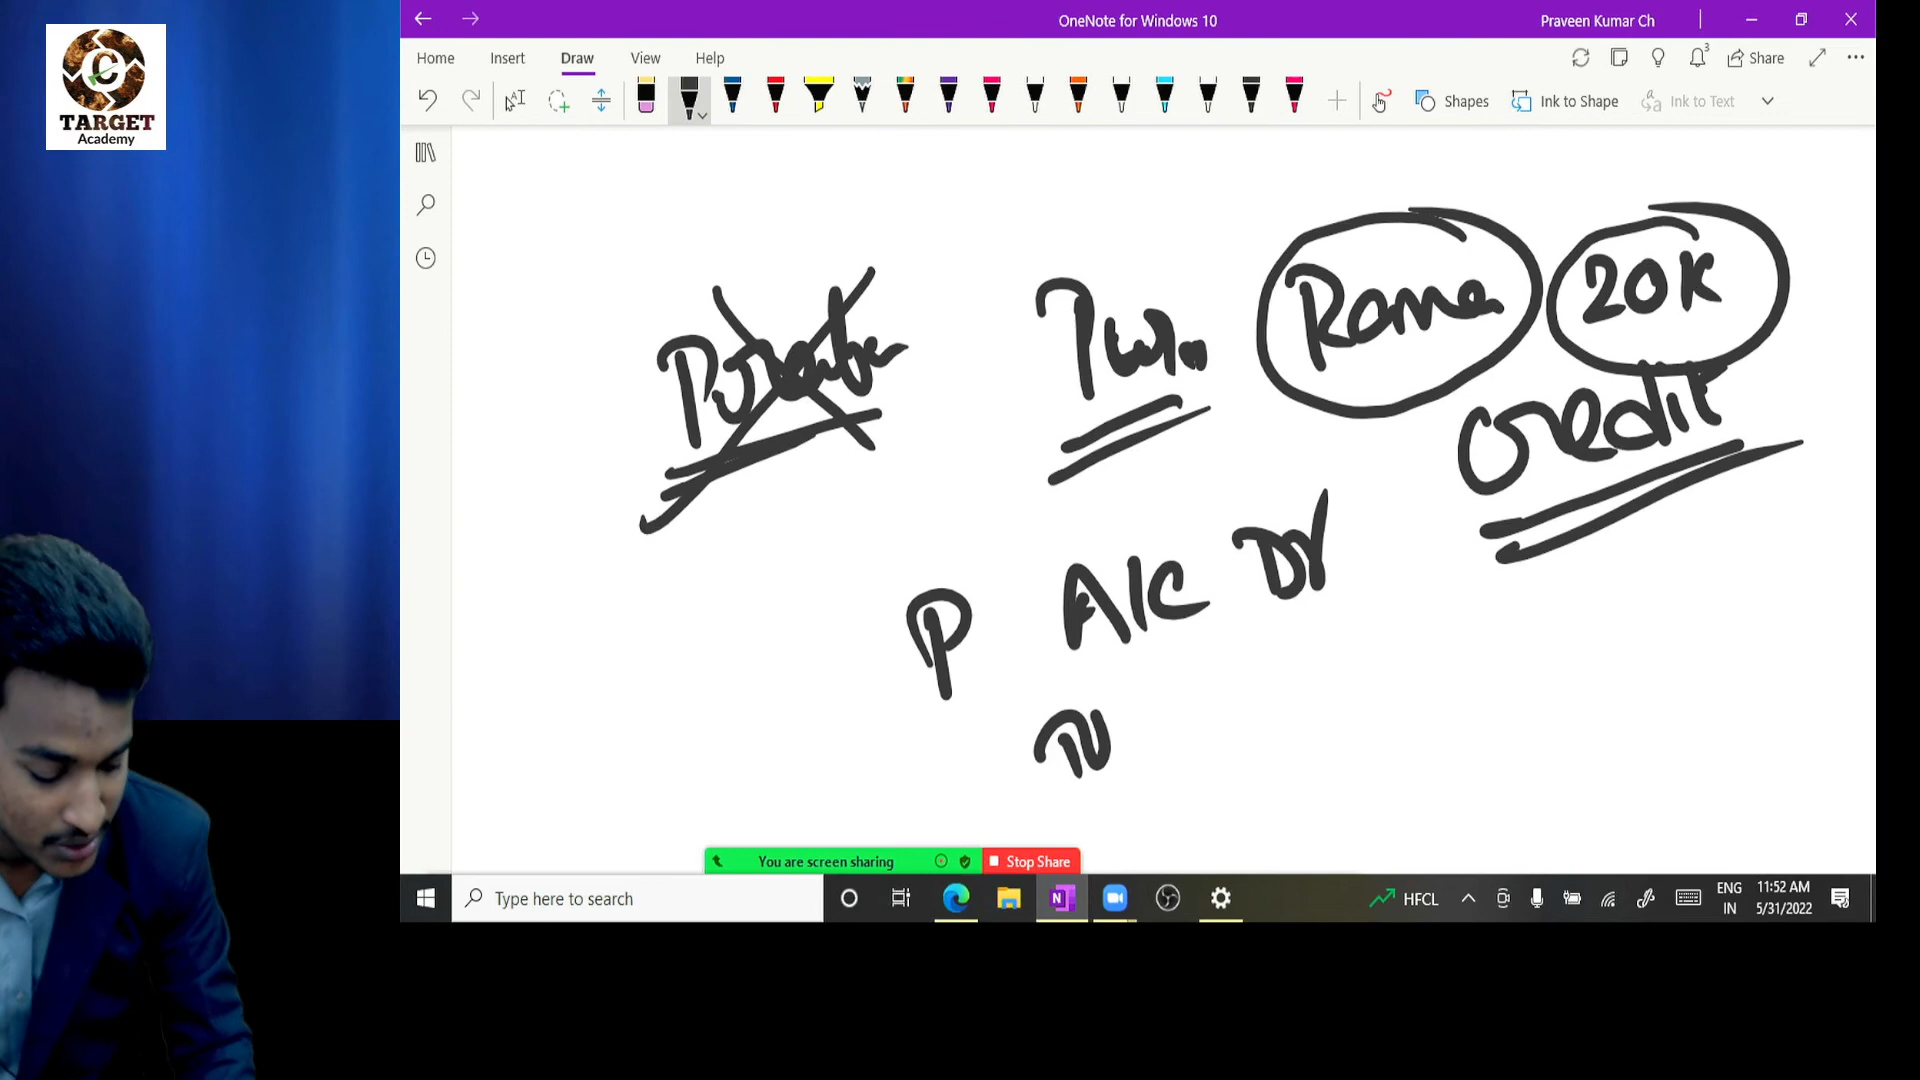 TARGET
Academy
OneNote for Windows 10
Praveen Kumar Ch
Home Insert Draw View Help
3
Share
Shapes
Ink to Shape
Ink to Text
Rama 20K
credit
P A/C Dr
To
You are screen sharing
Stop Share
Type here to search
HFCL
ENG
IN
11:52 AM
5/31/2022